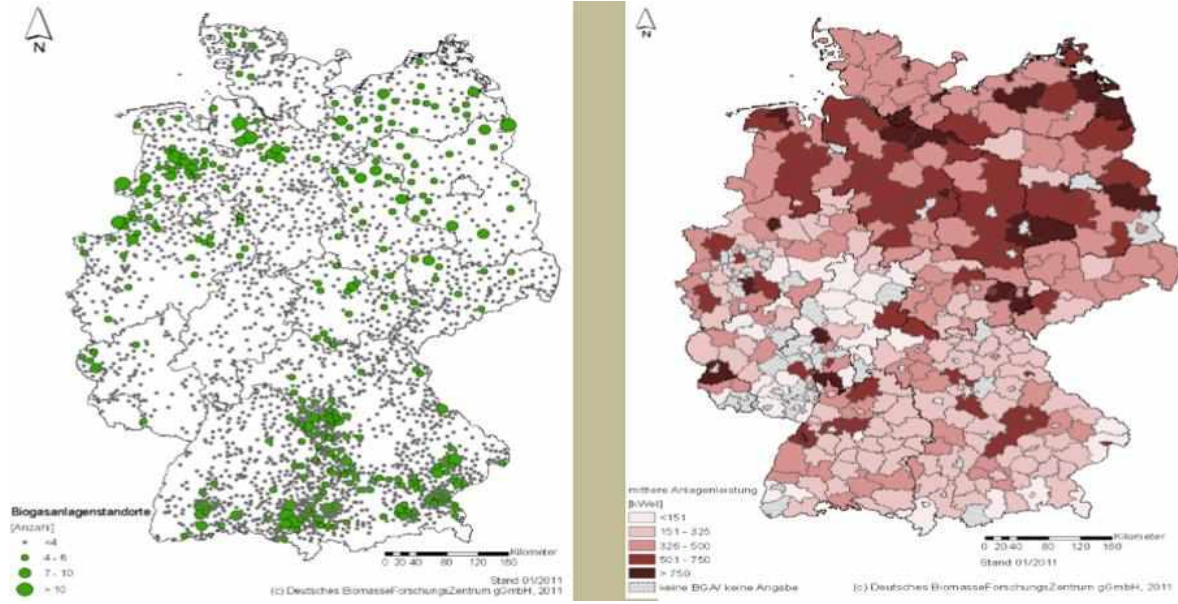 N
Biogasanlagenstandorte
[Anzahl]
<4
4 - 6
7 - 10
> 10
0 20 40 80 120 160
Kilometer
Stand 01/2011
(c) Deutsches BiomasseForschungsZentrum gGmbH, 2011
N
mittlere Anlagenleistung
[kWel]
<151
151 - 325
326 - 500
501 - 750
> 750
keine BGA/ keine Angabe
0 20 40 80 120 160
Kilometer
Stand 01/2011
(c) Deutsches BiomasseForschungsZentrum gGmbH, 2011